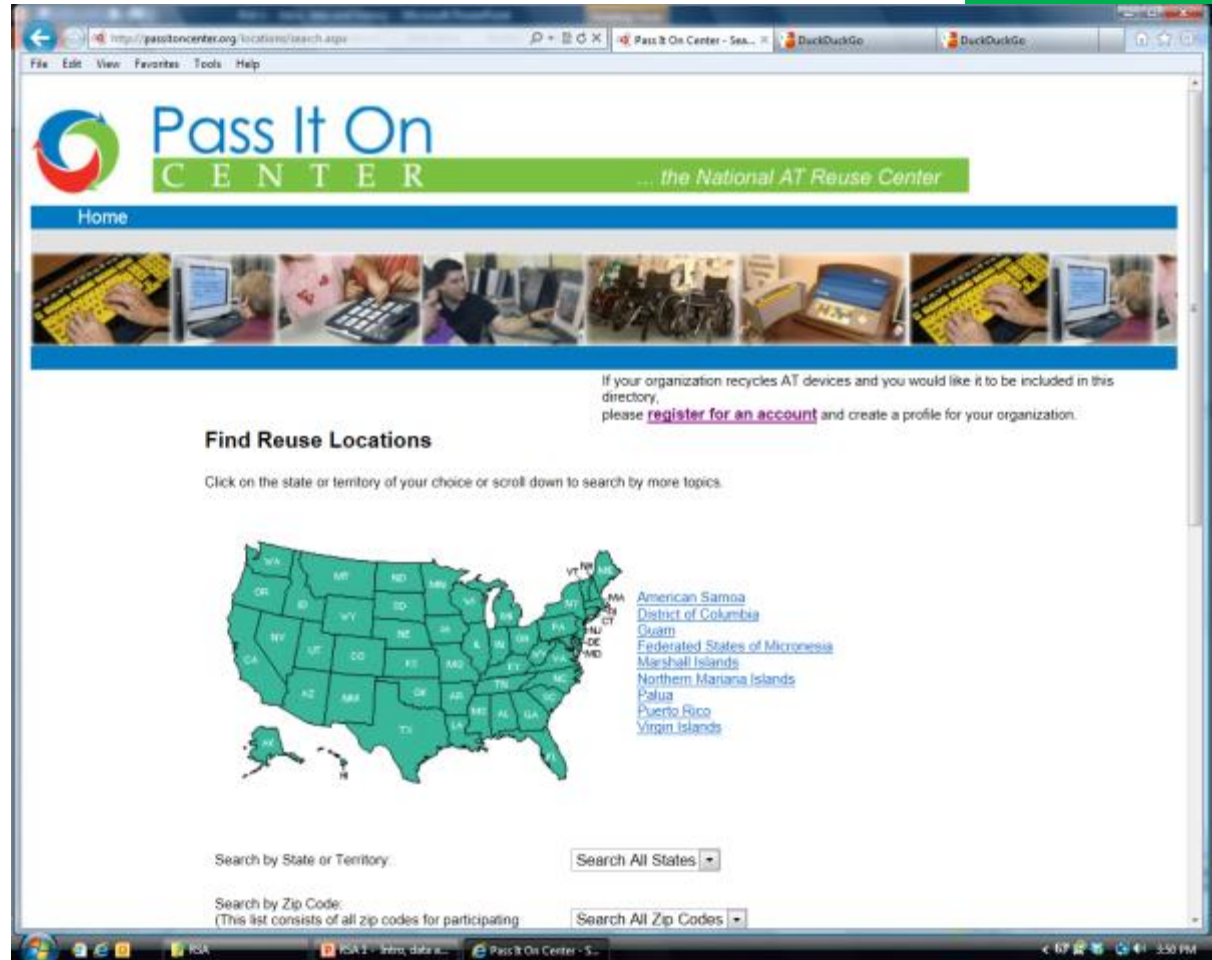 http://passitoncenter.org/locations/search.aspx
Pass It On Center - Sea...
DuckDuckGo
DuckDuckGo
File Edit View Favorites Tools Help
Pass It On
CENTER
... the National AT Reuse Center
Home
If your organization recycles AT devices and you would like it to be included in this
directory,
please register for an account and create a profile for your organization.
Find Reuse Locations
Click on the state or territory of your choice or scroll down to search by more topics.
WA
MT
ND
MN
OR
ID
WY
SD
WI
MI
NY
VT
NH
ME
MA
RI
CT
NJ
DE
MD
PA
NV
UT
CO
NE
IA
IL
IN
OH
WV
VA
CA
AZ
NM
KS
MO
KY
TN
NC
SC
OK
AR
MS
AL
GA
TX
LA
FL
AK
HI
American Samoa
District of Columbia
Guam
Federated States of Micronesia
Marshall Islands
Northern Mariana Islands
Palua
Puerto Rico
Virgin Islands
Search by State or Territory:
Search All States
Search by Zip Code:
(This list consists of all zip codes for participating
Search All Zip Codes
RSA
RSA 1 - Intro, data a...
Pass It On Center - S...
3:50 PM